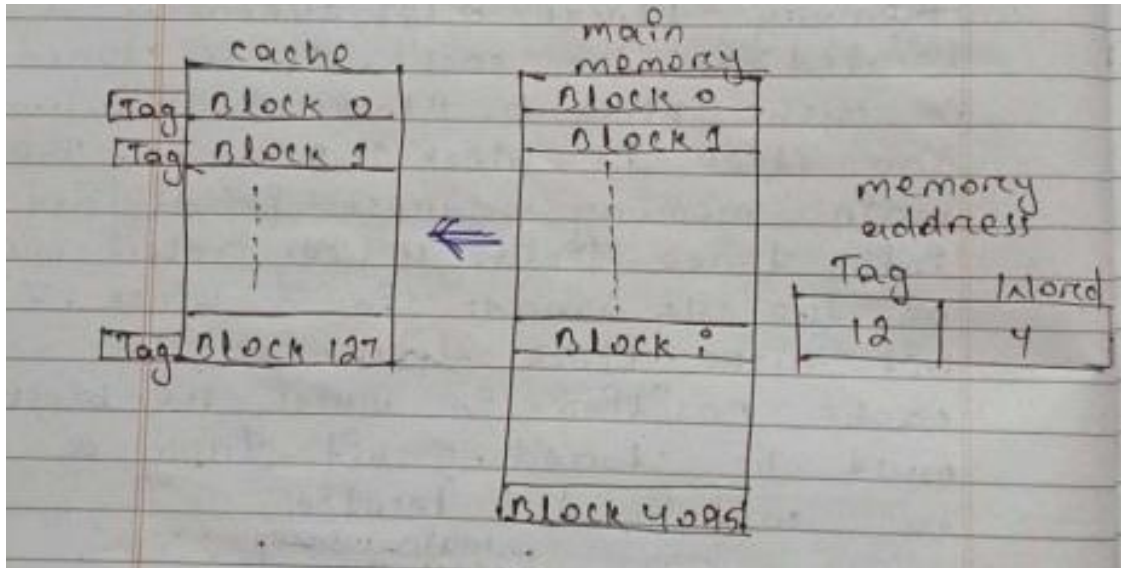 cache
Tag Block 0
Tag Block 1
Tag Block 127
main
memory
Block 0
Block 1
Block i
Block 4095
memory
address
Tag Word
12 4